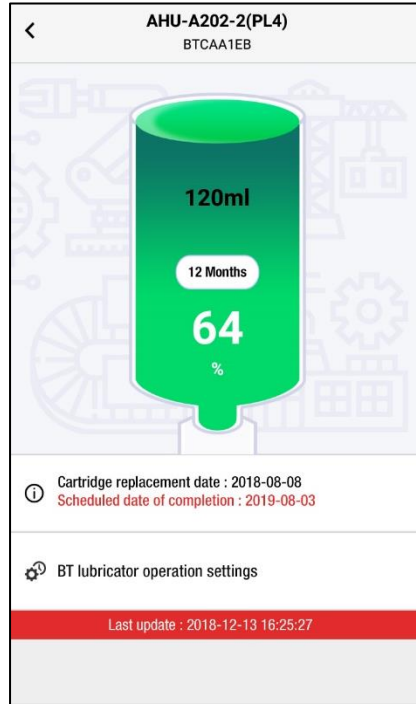 AHU-A202-2(PL4)
BTCAA1EB
120ml
12 Months
64
%
Cartridge replacement date : 2018-08-08
Scheduled date of completion : 2019-08-03
BT lubricator operation settings
Last update : 2018-12-13 16:25:27